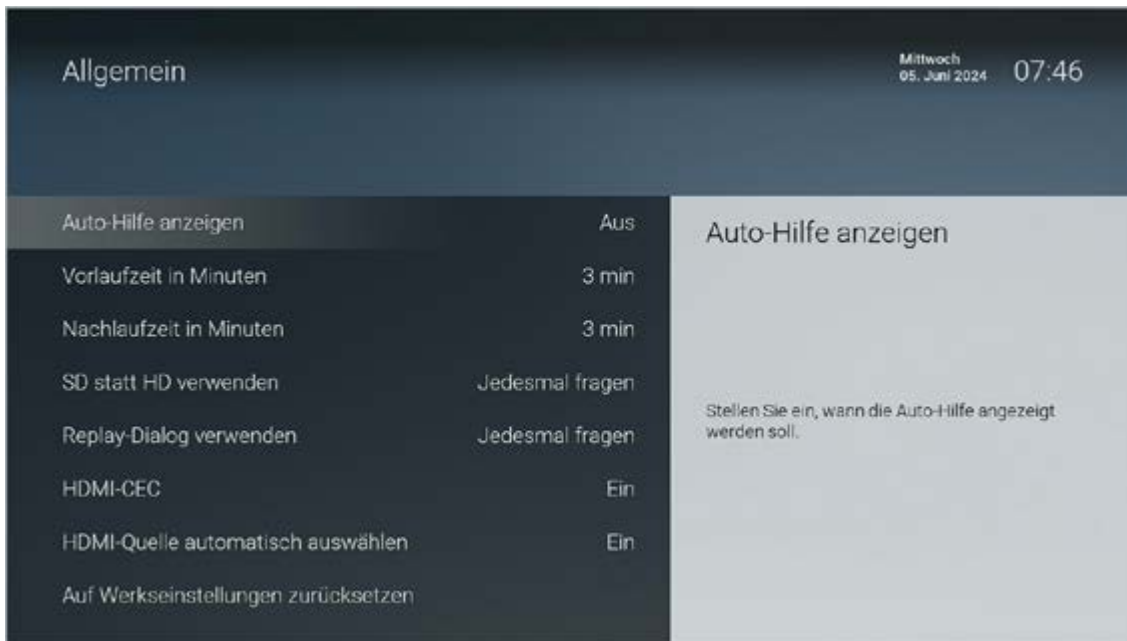 Allgemein
Mittwoch
05. Juni 2024
07:46
Auto-Hilfe anzeigen Aus
Vorlaufzeit in Minuten 3 min
Nachlaufzeit in Minuten 3 min
SD statt HD verwenden Jedesmal fragen
Replay-Dialog verwenden Jedesmal fragen
HDMI-CEC Ein
HDMI-Quelle automatisch auswählen Ein
Auf Werkseinstellungen zurücksetzen
Auto-Hilfe anzeigen
Stellen Sie ein, wann die Auto-Hilfe angezeigt
werden soll.